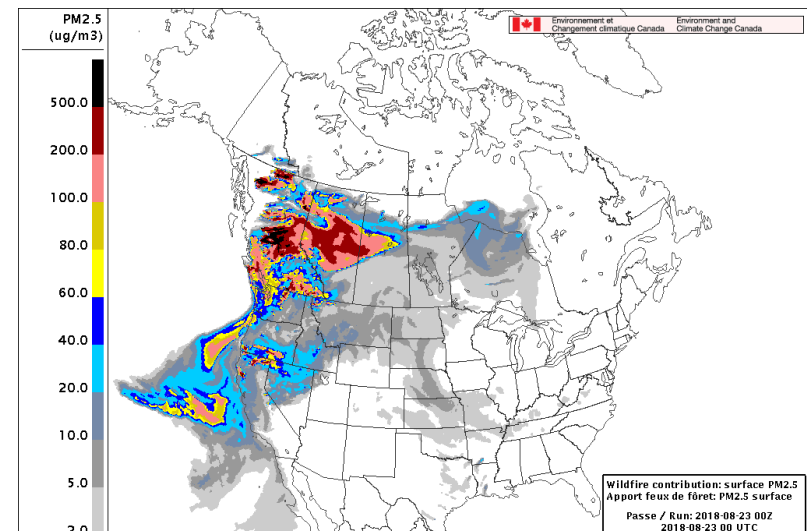 PM2.5
(ug/m3)
500.0
200.0
100.0
80.0
60.0
40.0
20.0
10.0
5.0
2.0
Environnement et
Changement climatique Canada
Environment and
Climate Change Canada
Wildfire contribution: surface PM2.5
Apport feux de fôret: PM2.5 surface
Passe / Run: 2018-08-23 00Z
2018-08-23 00 UTC